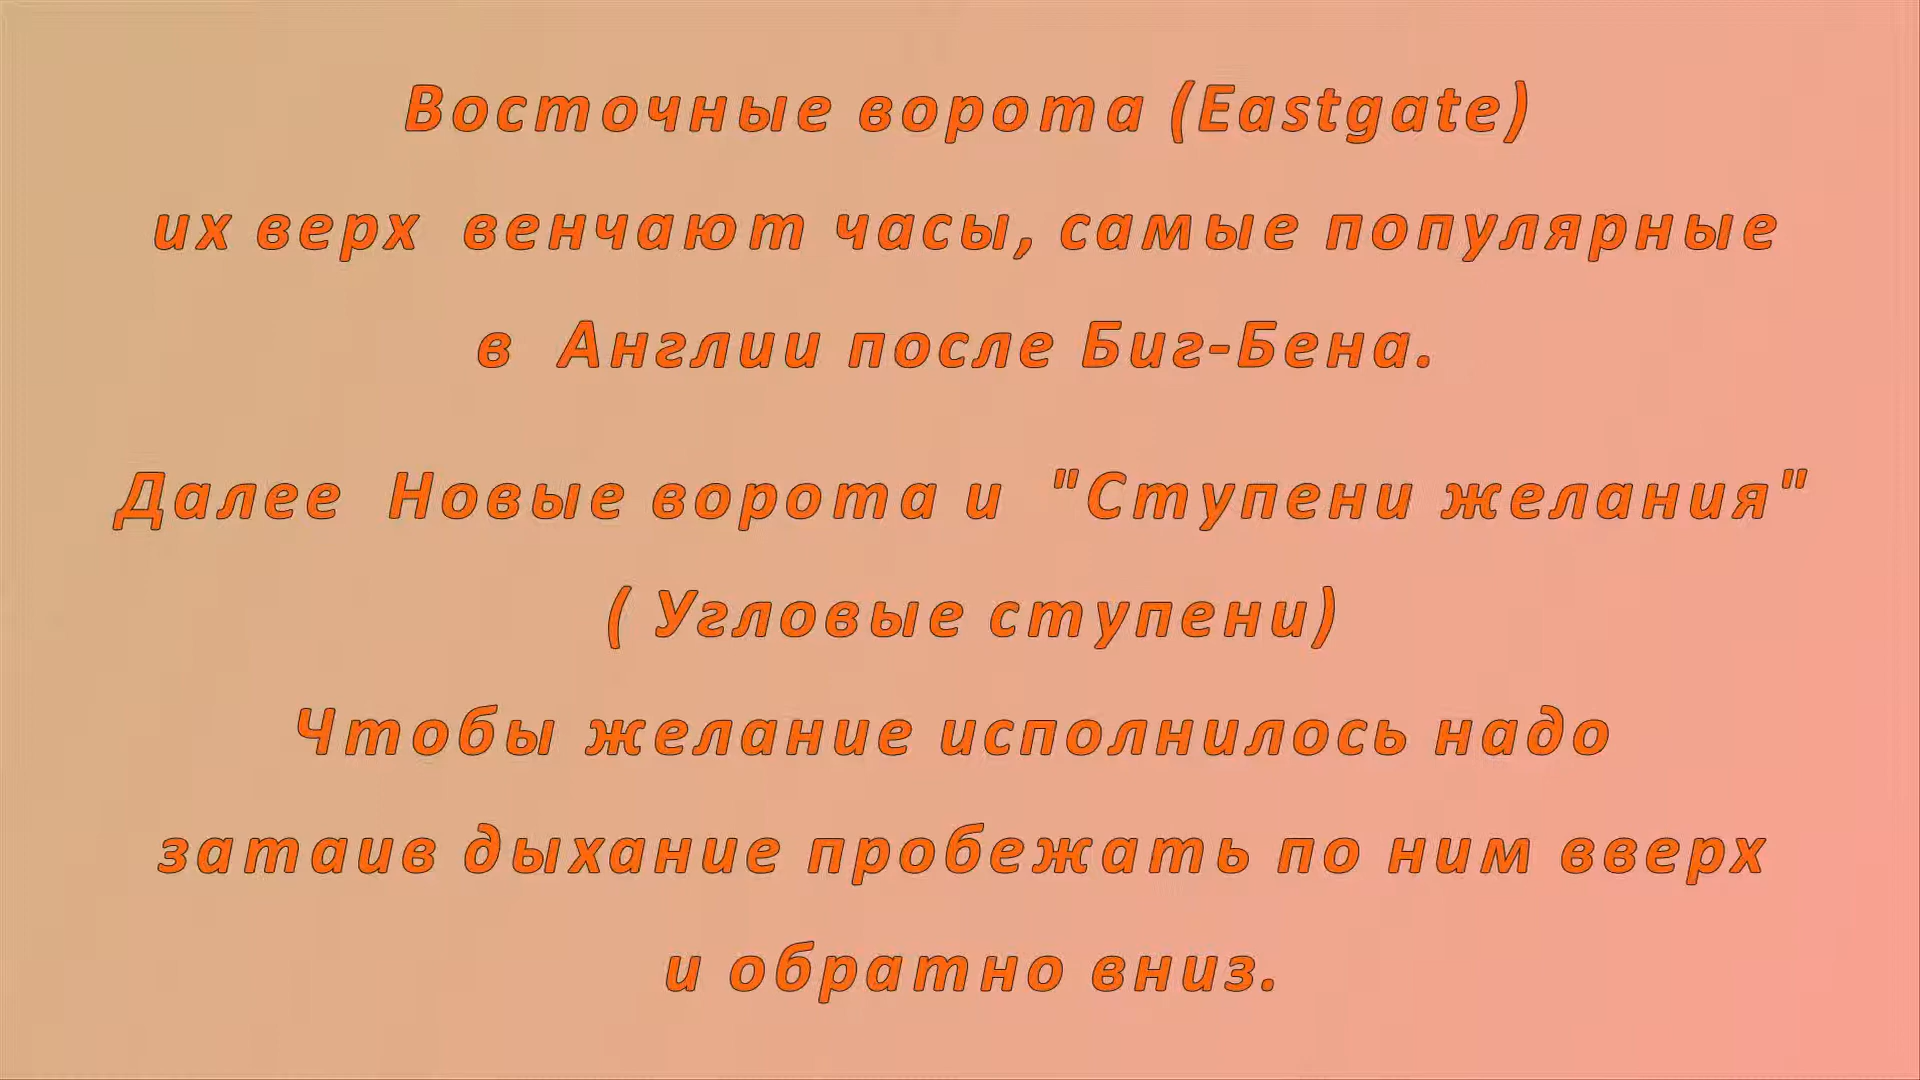 Восточные ворота (Eastgate)
их верх венчают часы, самые популярные
в Англии после Биг-Бена.
Далее Новые ворота и "Ступени желания"
( Угловые ступени)
Чтобы желание исполнилось надо
затаив дыхание пробежать по ним вверх
и обратно вниз.